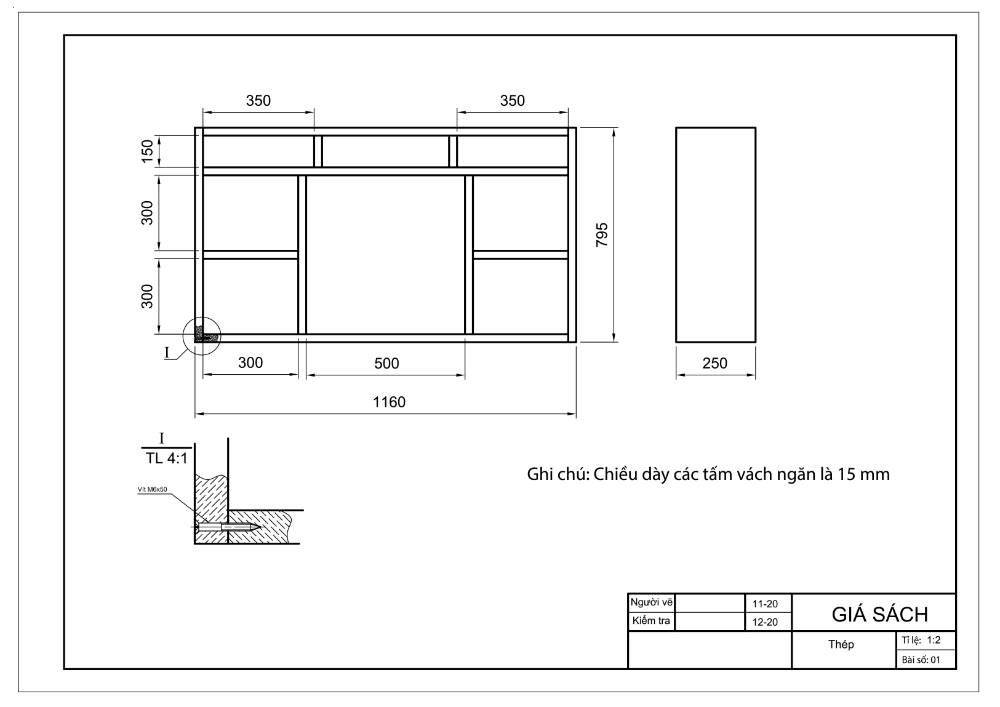 350
350
150
300
795
300
I
300
500
250
1160
I
TL 4:1
Ghi chú: Chiều dày các tấm vách ngăn là 15 mm
Vít M6x50
Người vẽ
11-20
GIÁ SÁCH
Kiểm tra
12-20
Thép
Tỉ lệ: 1:2
Bài số: 01